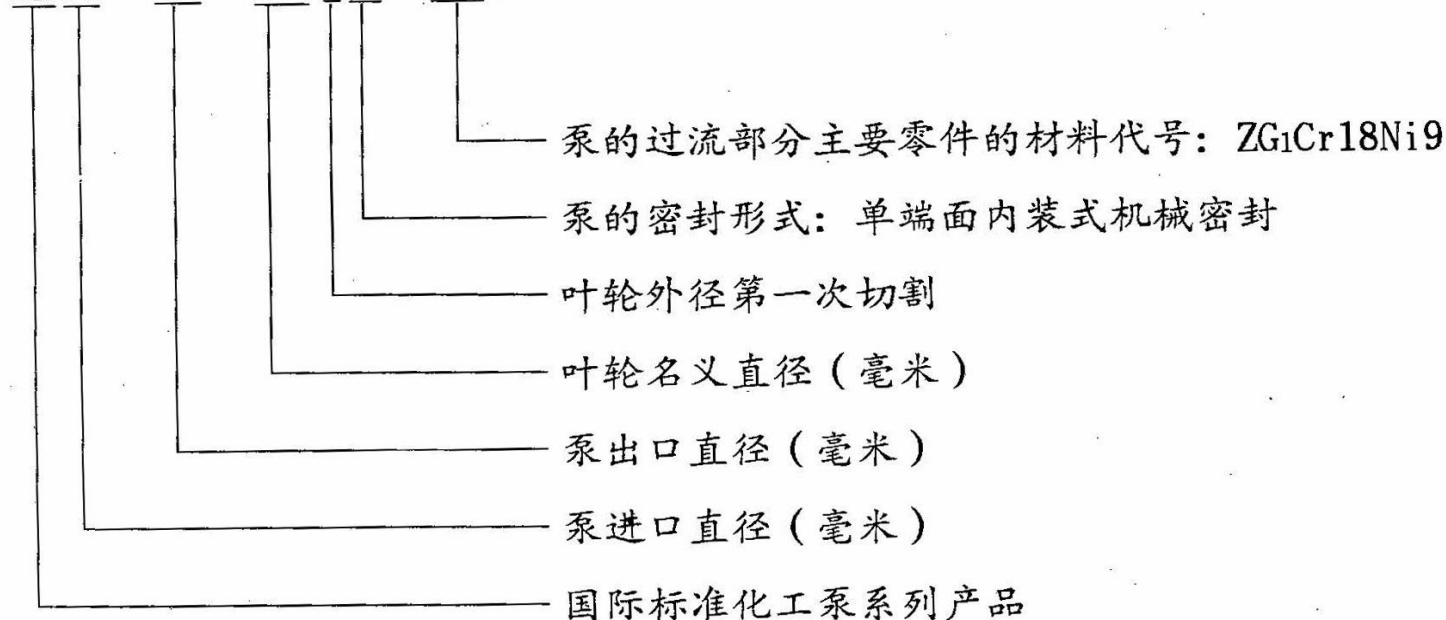 泵的过流部分主要零件的材料代号：ZG1Cr18Ni9
泵的密封形式：单端面内装式机械密封
叶轮外径第一次切割
叶轮名义直径（毫米）
泵出口直径（毫米）
泵进口直径（毫米）
国际标准化工泵系列产品